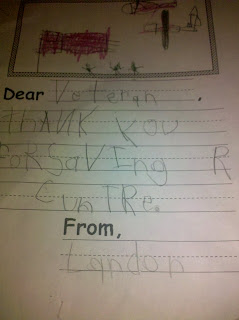 Dear Veteran,
THANK you
FoR SaVIng R
CunTRe.
From,
Landon